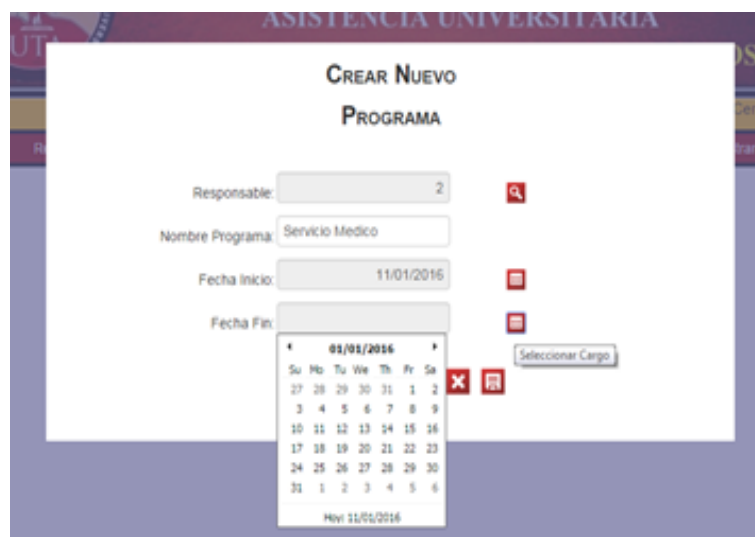 ASISTENCIA UNIVERSITARIA
UTA
CREAR NUEVO
PROGRAMA
Responsable: 2
Nombre Programa: Servicio Medico
Fecha Inicio: 11/01/2016
Fecha Fin:
01/01/2016
Seleccionar Cargo
Su Mo Tu We Th Fr Sa
27 28 29 30 31 1 2
3 4 5 6 7 8 9
10 11 12 13 14 15 16
17 18 19 20 21 22 23
24 25 26 27 28 29 30
31 1 2 3 4 5 6
Hoy: 11/01/2016